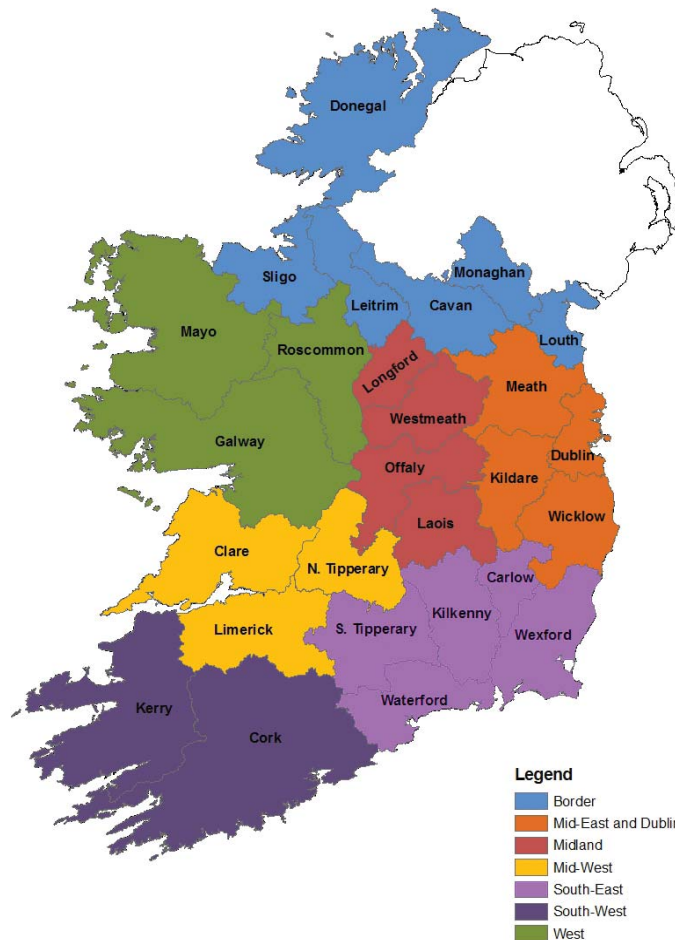 Donegal
Monaghan
Sligo
Leitrim
Cavan
Louth
Mayo
Roscommon
Longford
Meath
Westmeath
Galway
Dublin
Offaly
Kildare
Laois
Wicklow
Clare
N. Tipperary
Carlow
Kilkenny
Limerick
S. Tipperary
Wexford
Waterford
Kerry
Cork
Legend
Border
Mid-East and Dublin
Midland
Mid-West
South-East
South-West
West